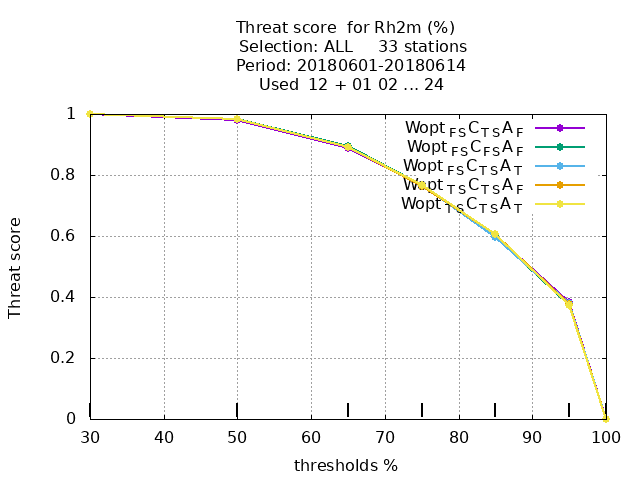 Threat score  for Rh2m (%)
Selection: ALL     33 stations
Period: 20180601-20180614
Used  12 + 01 02 ... 24
Wopt FS C TS A F
Wopt FS C FS A F
Wopt FS C TS A T
Wopt TS C TS A F
Wopt TS C TS A T
Threat score
1
0.8
0.6
0.4
0.2
0
30 40 50 60 70 80 90 100
thresholds %